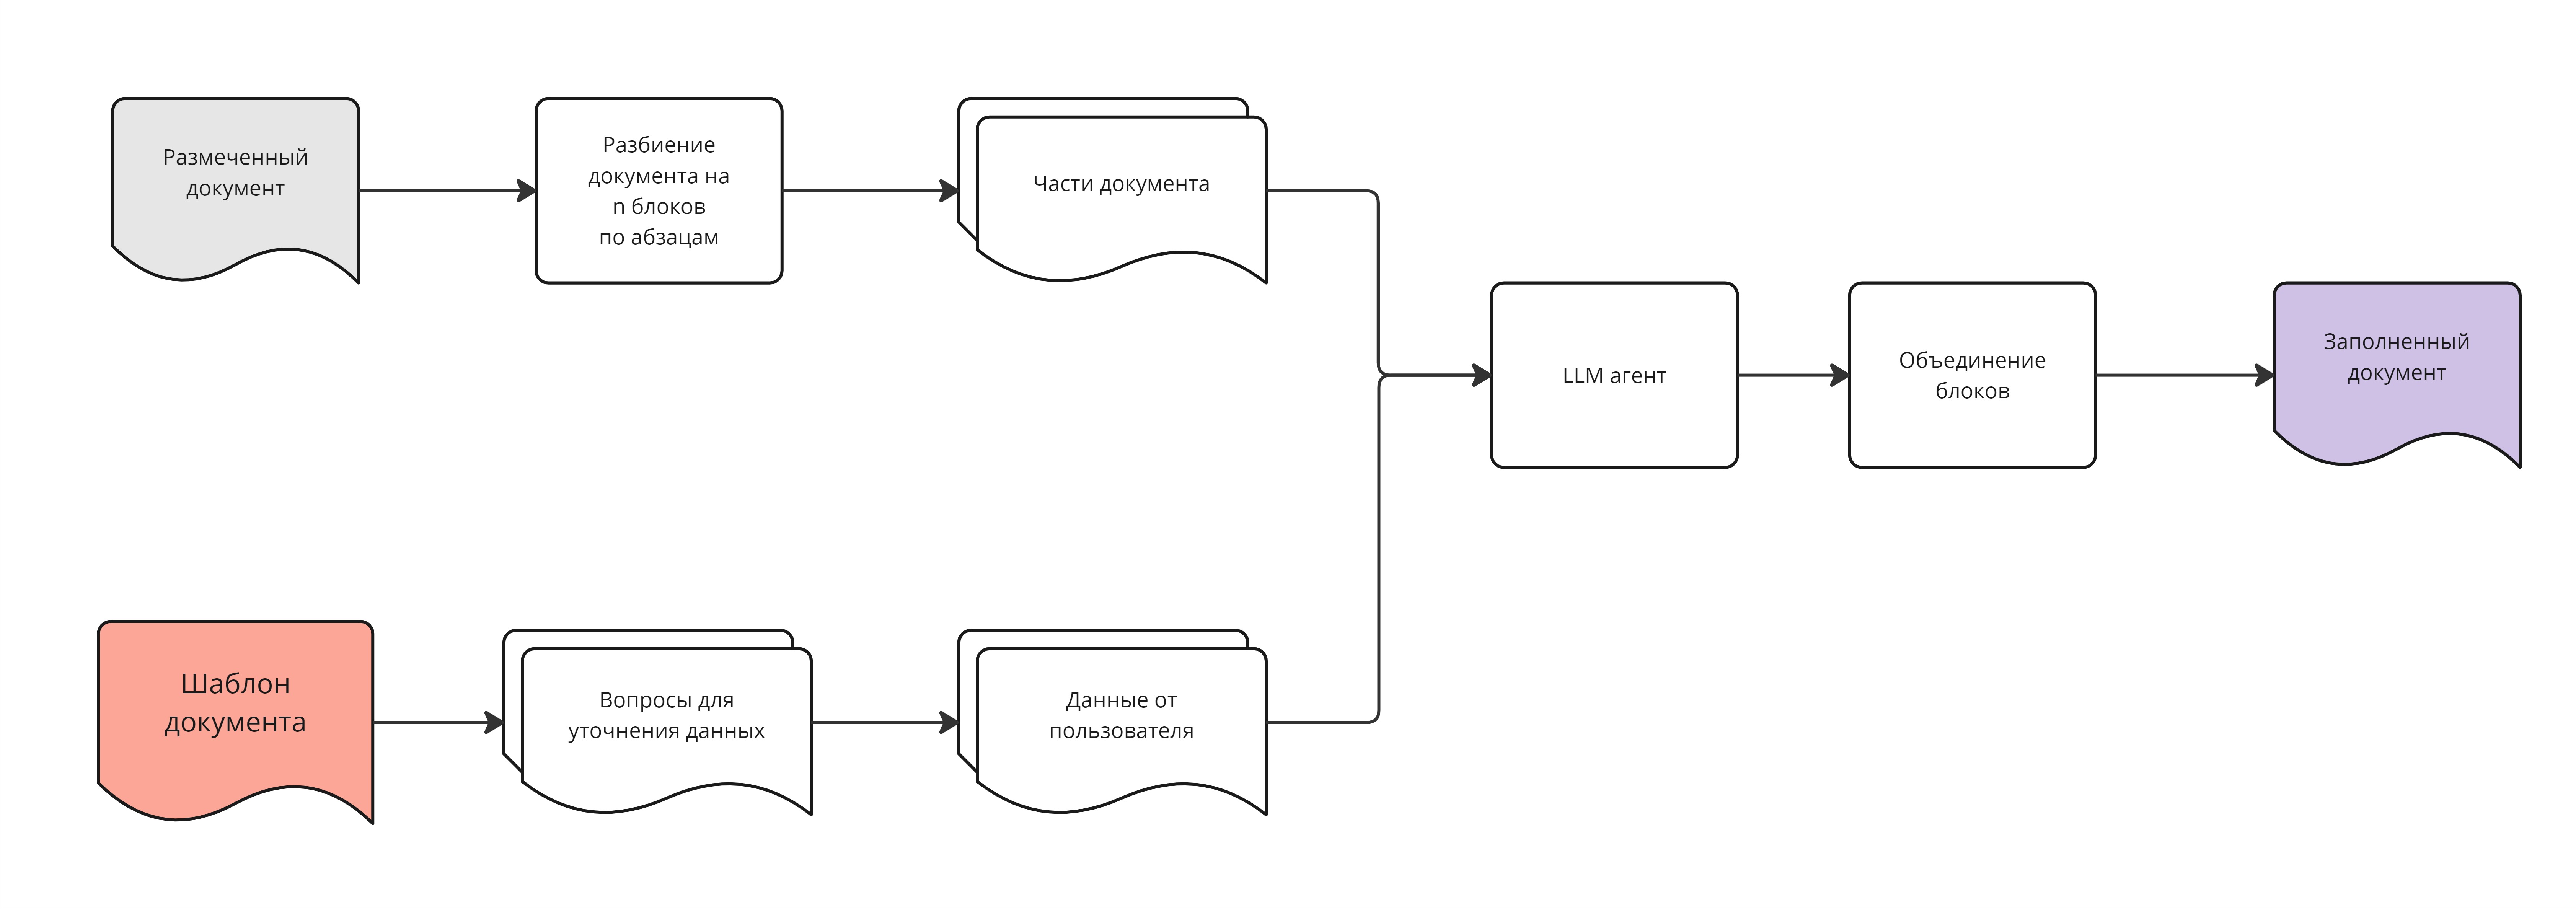 Размеченный
документ
Разбиение
документа на
n блоков
по абзацам
Части документа
LLM агент
Объединение
блоков
Заполненный
документ
Шаблон
документа
Вопросы для
уточнения данных
Данные от
пользователя